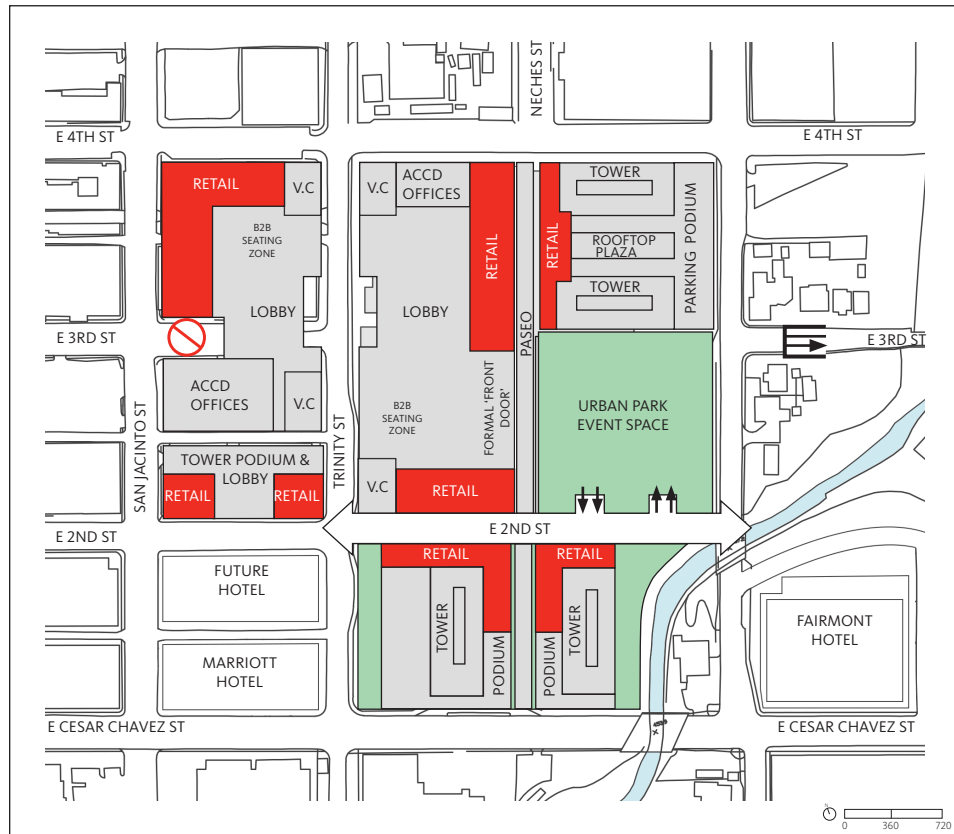 NECHES ST
E 4TH ST
E 4TH ST
RETAIL
V.C
B2B
SEATING
ZONE
LOBBY
V.C
ACCD
OFFICES
RETAIL
LOBBY
TOWER
RETAIL
ROOFTOP
PLAZA
TOWER
PARKING PODIUM
E 3RD ST
E 3RD ST
PASEO
ACCD
OFFICES
V.C
SAN JACINTO ST
TRINITY ST
B2B
SEATING
ZONE
FORMAL 'FRONT
DOOR'
URBAN PARK
EVENT SPACE
TOWER PODIUM &
LOBBY
RETAIL
RETAIL
V.C
RETAIL
E 2ND ST
E 2ND ST
RETAIL
RETAIL
FUTURE
HOTEL
TOWER
PODIUM
PODIUM
TOWER
FAIRMONT
HOTEL
MARRIOTT
HOTEL
E CESAR CHAVEZ ST
E CESAR CHAVEZ ST
N
0 360 720